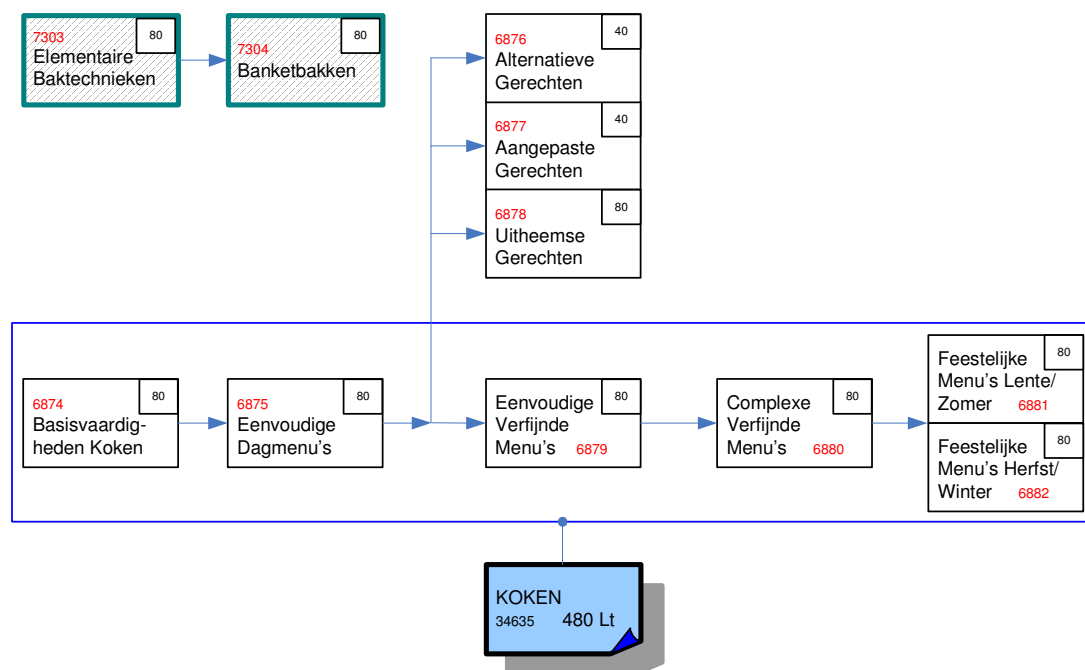 7303
80
Elementaire
Baktechnieken
7304
80
Banketbakken
6876
40
Alternatieve
Gerechten
6877
40
Aangepaste
Gerechten
6878
80
Uitheemse
Gerechten
6874
80
Basisvaardig-
heden Koken
6875
80
Eenvoudige
Dagmenu's
80
Eenvoudige
Verfijnde
Menu's 6879
80
Complexe
Verfijnde
Menu's 6880
80
Feestelijke
Menu's Lente/
Zomer 6881
80
Feestelijke
Menu's Herfst/
Winter 6882
KOKEN
34635 480 Lt